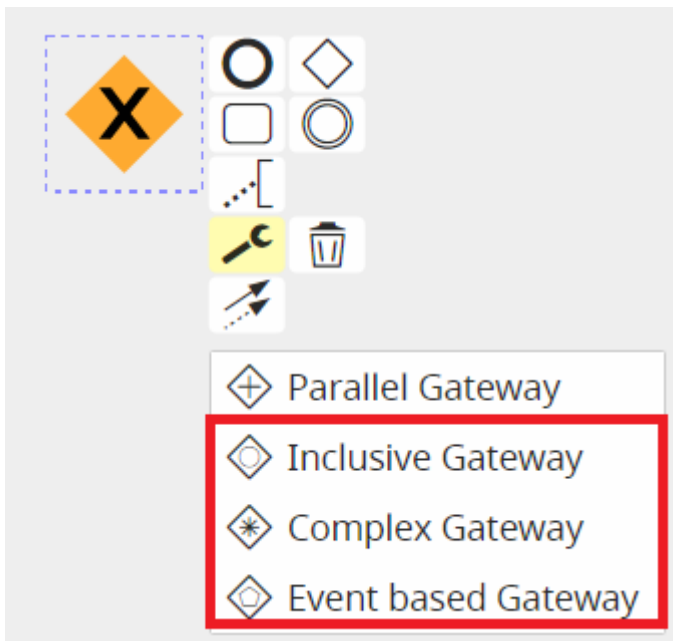 X
Parallel Gateway
Inclusive Gateway
Complex Gateway
Event based Gateway